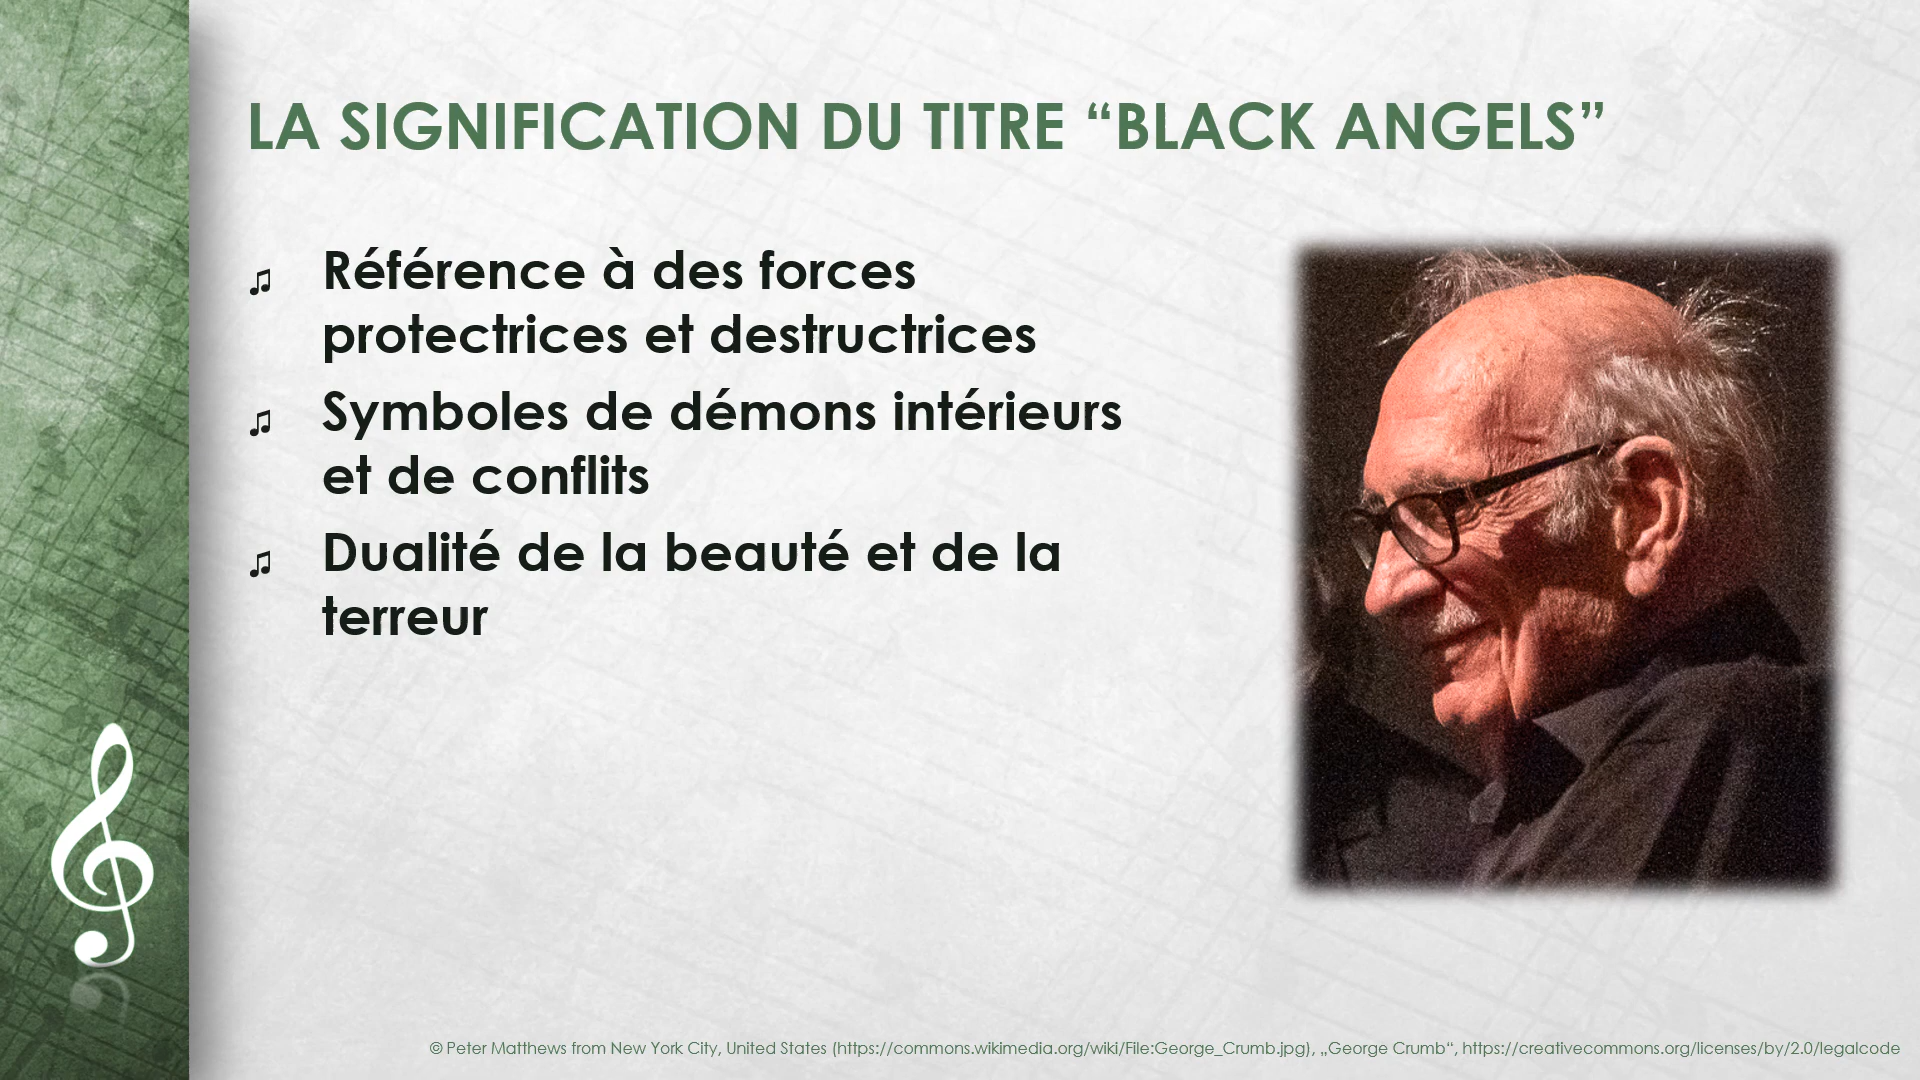 LA SIGNIFICATION DU TITRE “BLACK ANGELS”
♫ Référence à des forces
protectrices et destructrices
♫ Symboles de démons intérieurs
et de conflits
♫ Dualité de la beauté et de la
terreur
© Peter Matthews from New York City, United States (https://commons.wikimedia.org/wiki/File:George_Crumb.jpg), „George Crumb“, https://creativecommons.org/licenses/by/2.0/legalcode